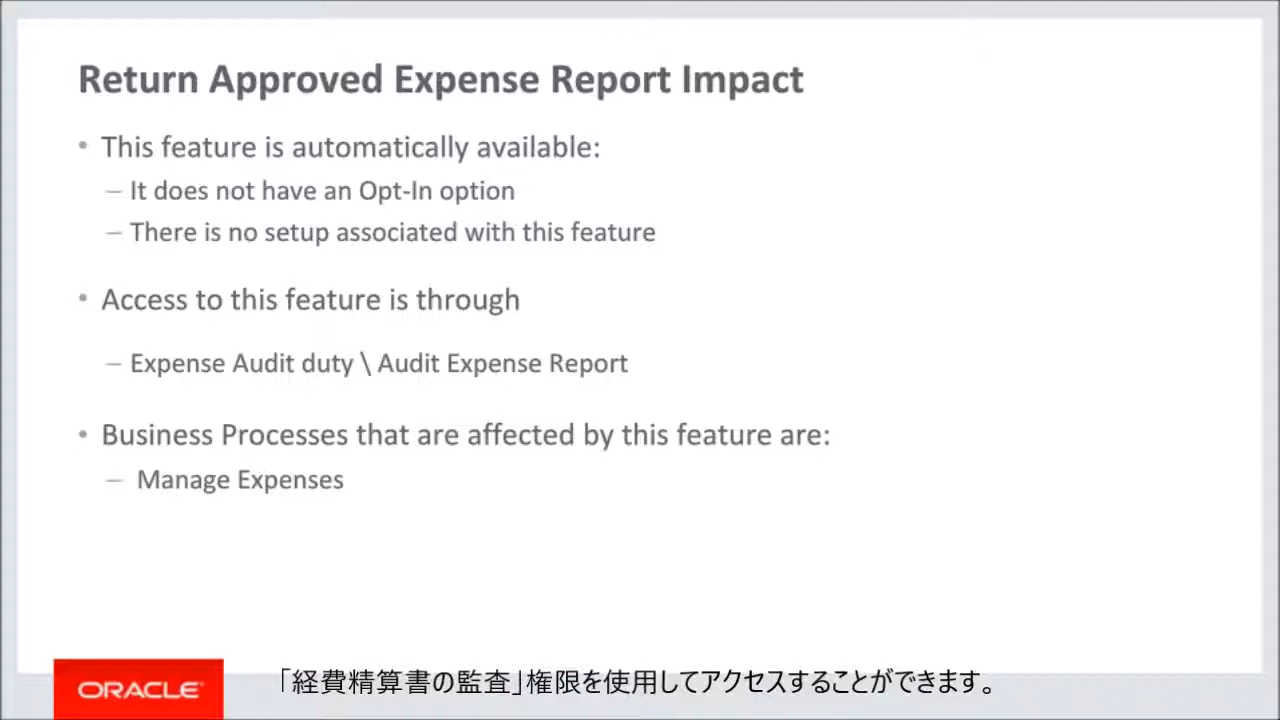 Return Approved Expense Report Impact
• This feature is automatically available:
– It does not have an Opt-In option
– There is no setup associated with this feature
• Access to this feature is through
– Expense Audit duty \ Audit Expense Report
• Business Processes that are affected by this feature are:
– Manage Expenses
ORACLE
「経費精算書の監査」権限を使用してアクセスすることができます。